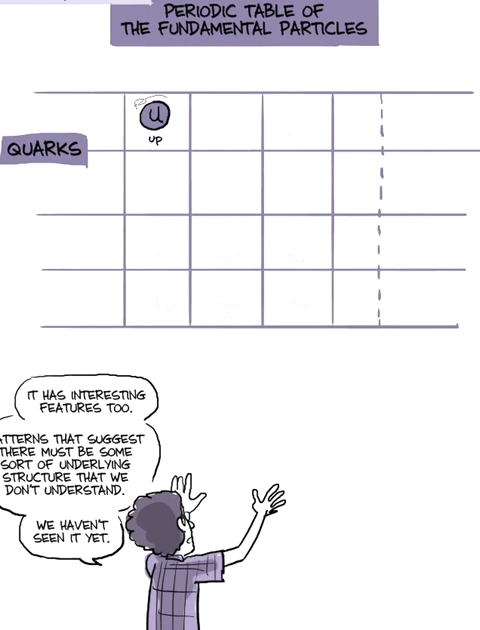 PERIODIC TABLE OF
THE FUNDAMENTAL PARTICLES
u
UP
QUARKS
IT HAS INTERESTING
FEATURES TOO.
ATTERNS THAT SUGGEST
THERE MUST BE SOME
SORT OF UNDERLYING
STRUCTURE THAT WE
DON'T UNDERSTAND.
WE HAVEN'T
SEEN IT YET.